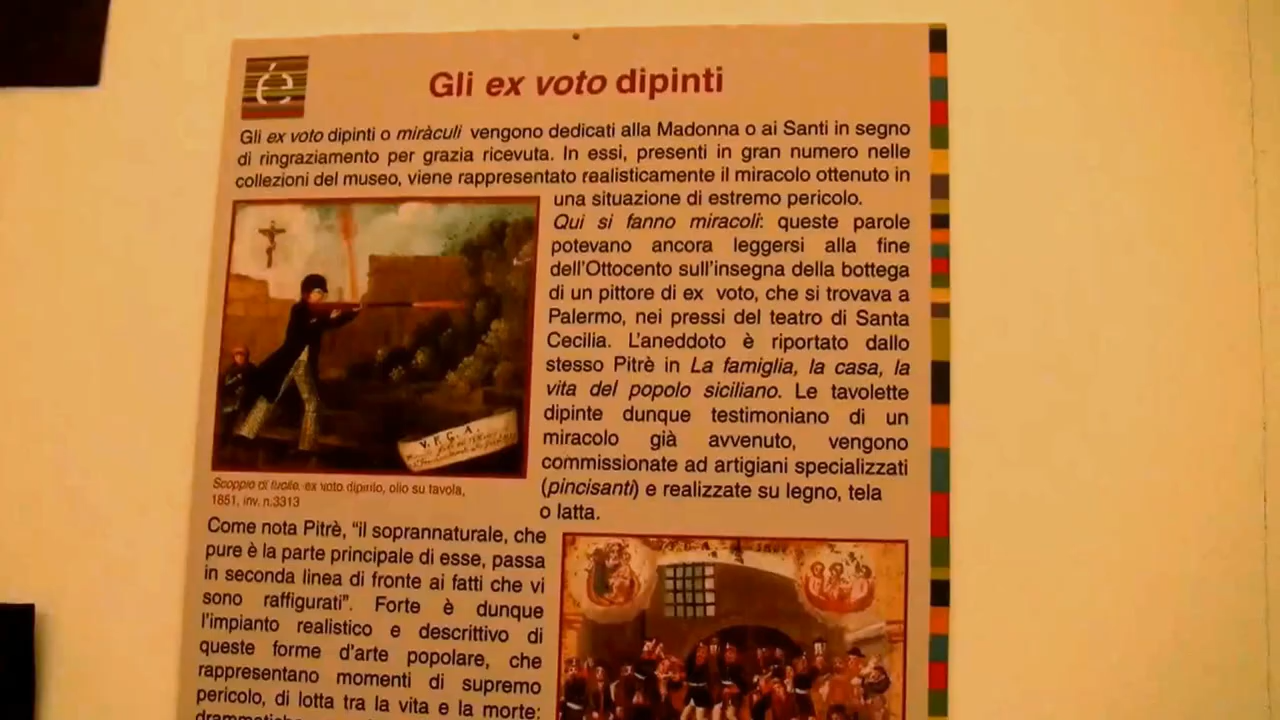 é
Gli ex voto dipinti
Gli ex voto dipinti o miràculi vengono dedicati alla Madonna o ai Santi in segno
di ringraziamento per grazia ricevuta. In essi, presenti in gran numero nelle
collezioni del museo, viene rappresentato realisticamente il miracolo ottenuto in
una situazione di estremo pericolo.
Qui si fanno miracoli: queste parole
potevano ancora leggersi alla fine
dell'Ottocento sull'insegna della bottega
di un pittore di ex voto, che si trovava a
Palermo, nei pressi del teatro di Santa
Cecilia. L'aneddoto è riportato dallo
stesso Pitrè in La famiglia, la casa, la
vita del popolo siciliano. Le tavolette
dipinte dunque testimoniano di un
miracolo già avvenuto, vengono
commissionate ad artigiani specializzati
(pincisanti) e realizzate su legno, tela
o latta.
V. F. G. A.
Scoppio di fucile, ex voto dipinto, olio su tavola,
1851, inv. n.3313
Come nota Pitrè, “il soprannaturale, che
pure è la parte principale di esse, passa
in seconda linea di fronte ai fatti che vi
sono raffigurati”. Forte è dunque
l'impianto realistico e descrittivo di
queste forme d'arte popolare, che
rappresentano momenti di supremo
pericolo, di lotta tra la vita e la morte: